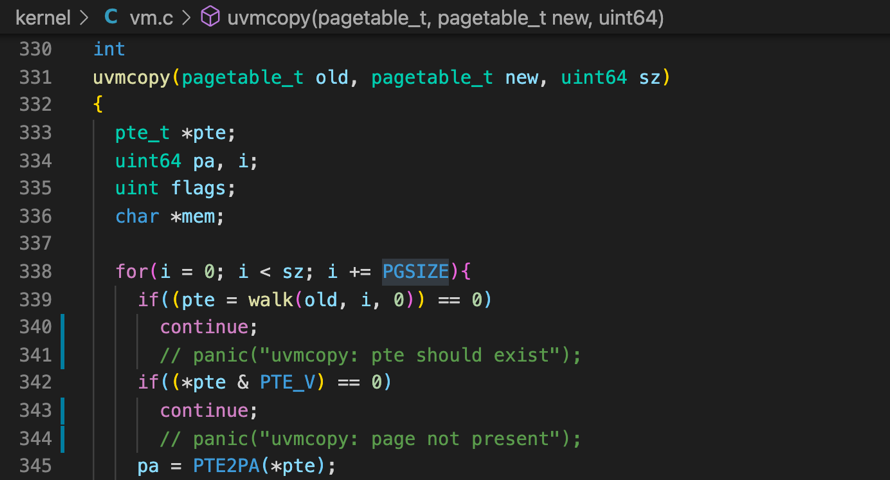 kernel > C vm.c > uvmcopy(pagetable_t, pagetable_t new, uint64)
330 int
331 uvmcopy(pagetable_t old, pagetable_t new, uint64 sz)
332 {
333   pte_t *pte;
334   uint64 pa, i;
335   uint flags;
336   char *mem;
337
338   for(i = 0; i < sz; i += PGSIZE){
339     if((pte = walk(old, i, 0)) == 0)
340       continue;
341       // panic("uvmcopy: pte should exist");
342     if((*pte & PTE_V) == 0)
343       continue;
344       // panic("uvmcopy: page not present");
345     pa = PTE2PA(*pte);